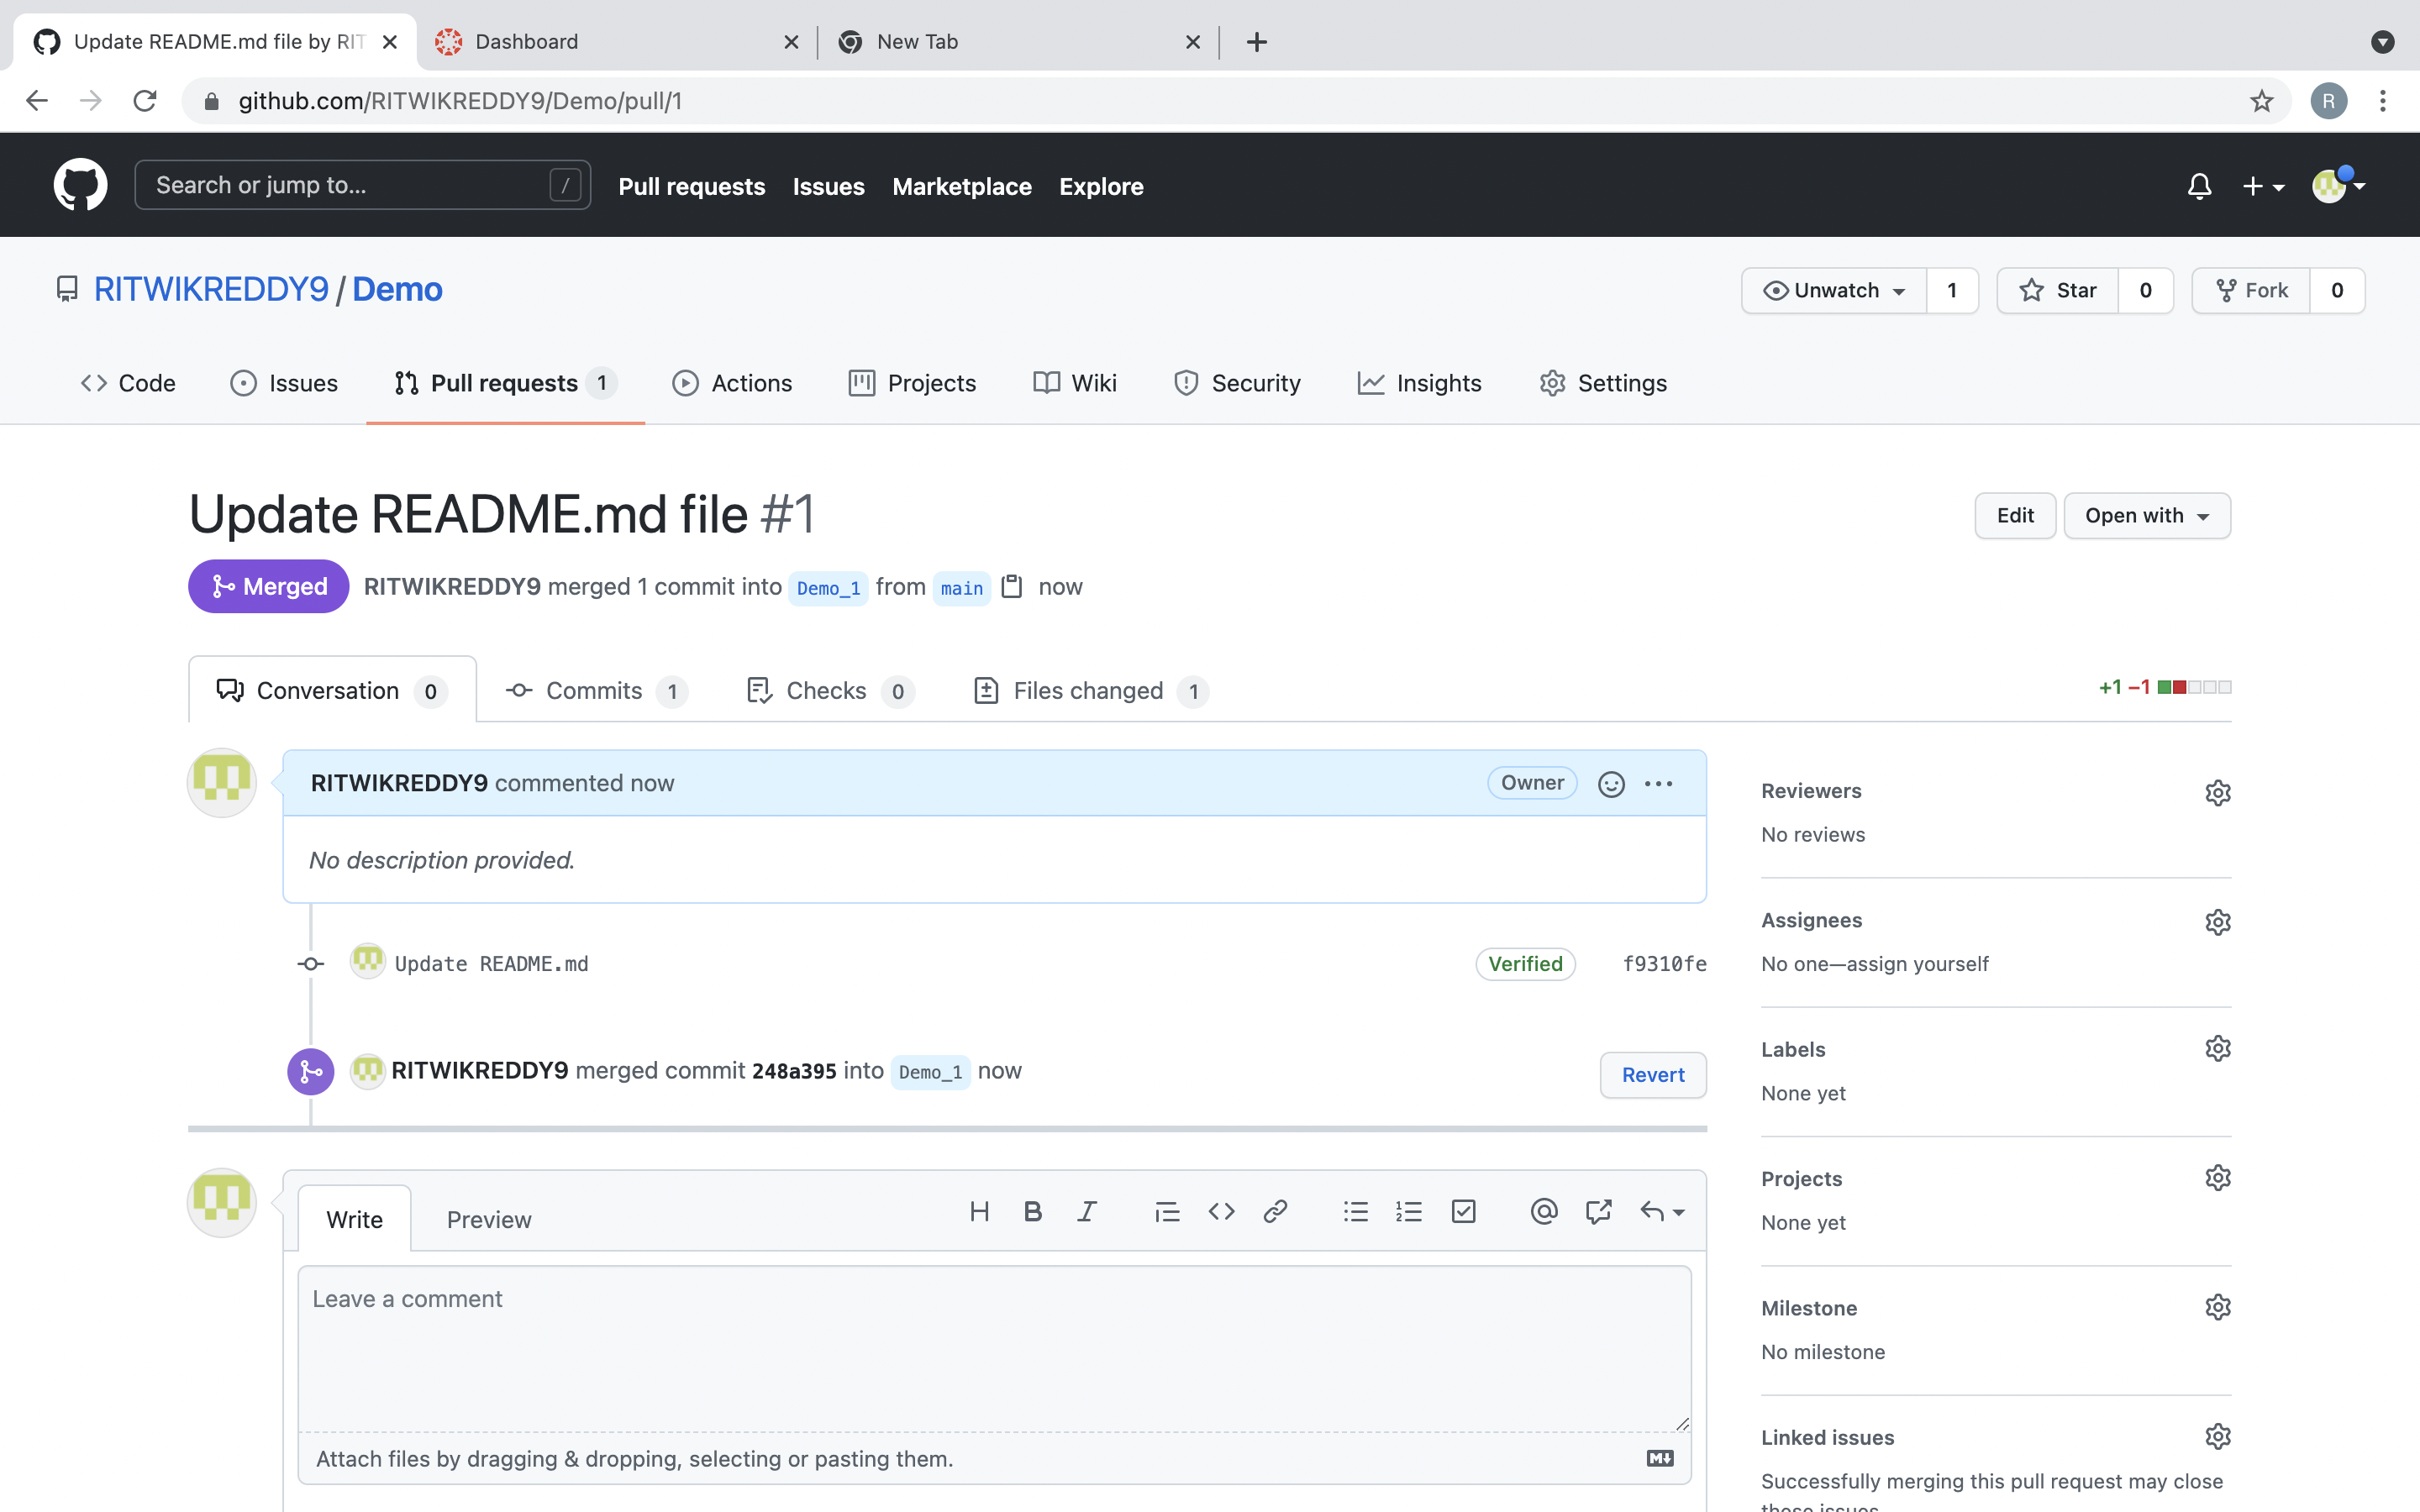 Update README.md file by RIT
Dashboard
New Tab
github.com/RITWIKREDDY9/Demo/pull/1
R
Search or jump to... /
Pull requests Issues Marketplace Explore
RITWIKREDDY9 / Demo
Unwatch 1 Star 0 Fork 0
Code Issues Pull requests 1 Actions Projects Wiki Security Insights Settings
Update README.md file #1
Edit Open with
Merged RITWIKREDDY9 merged 1 commit into Demo_1 from main now
Conversation 0 Commits 1 Checks 0 Files changed 1
+1 −1
RITWIKREDDY9 commented now
Owner
No description provided.
Update README.md Verified f9310fe
RITWIKREDDY9 merged commit 248a395 into Demo_1 now
Revert
Write Preview
Leave a comment
Attach files by dragging & dropping, selecting or pasting them.
Reviewers
No reviews
Assignees
No one—assign yourself
Labels
None yet
Projects
None yet
Milestone
No milestone
Linked issues
Successfully merging this pull request may close
these issues.